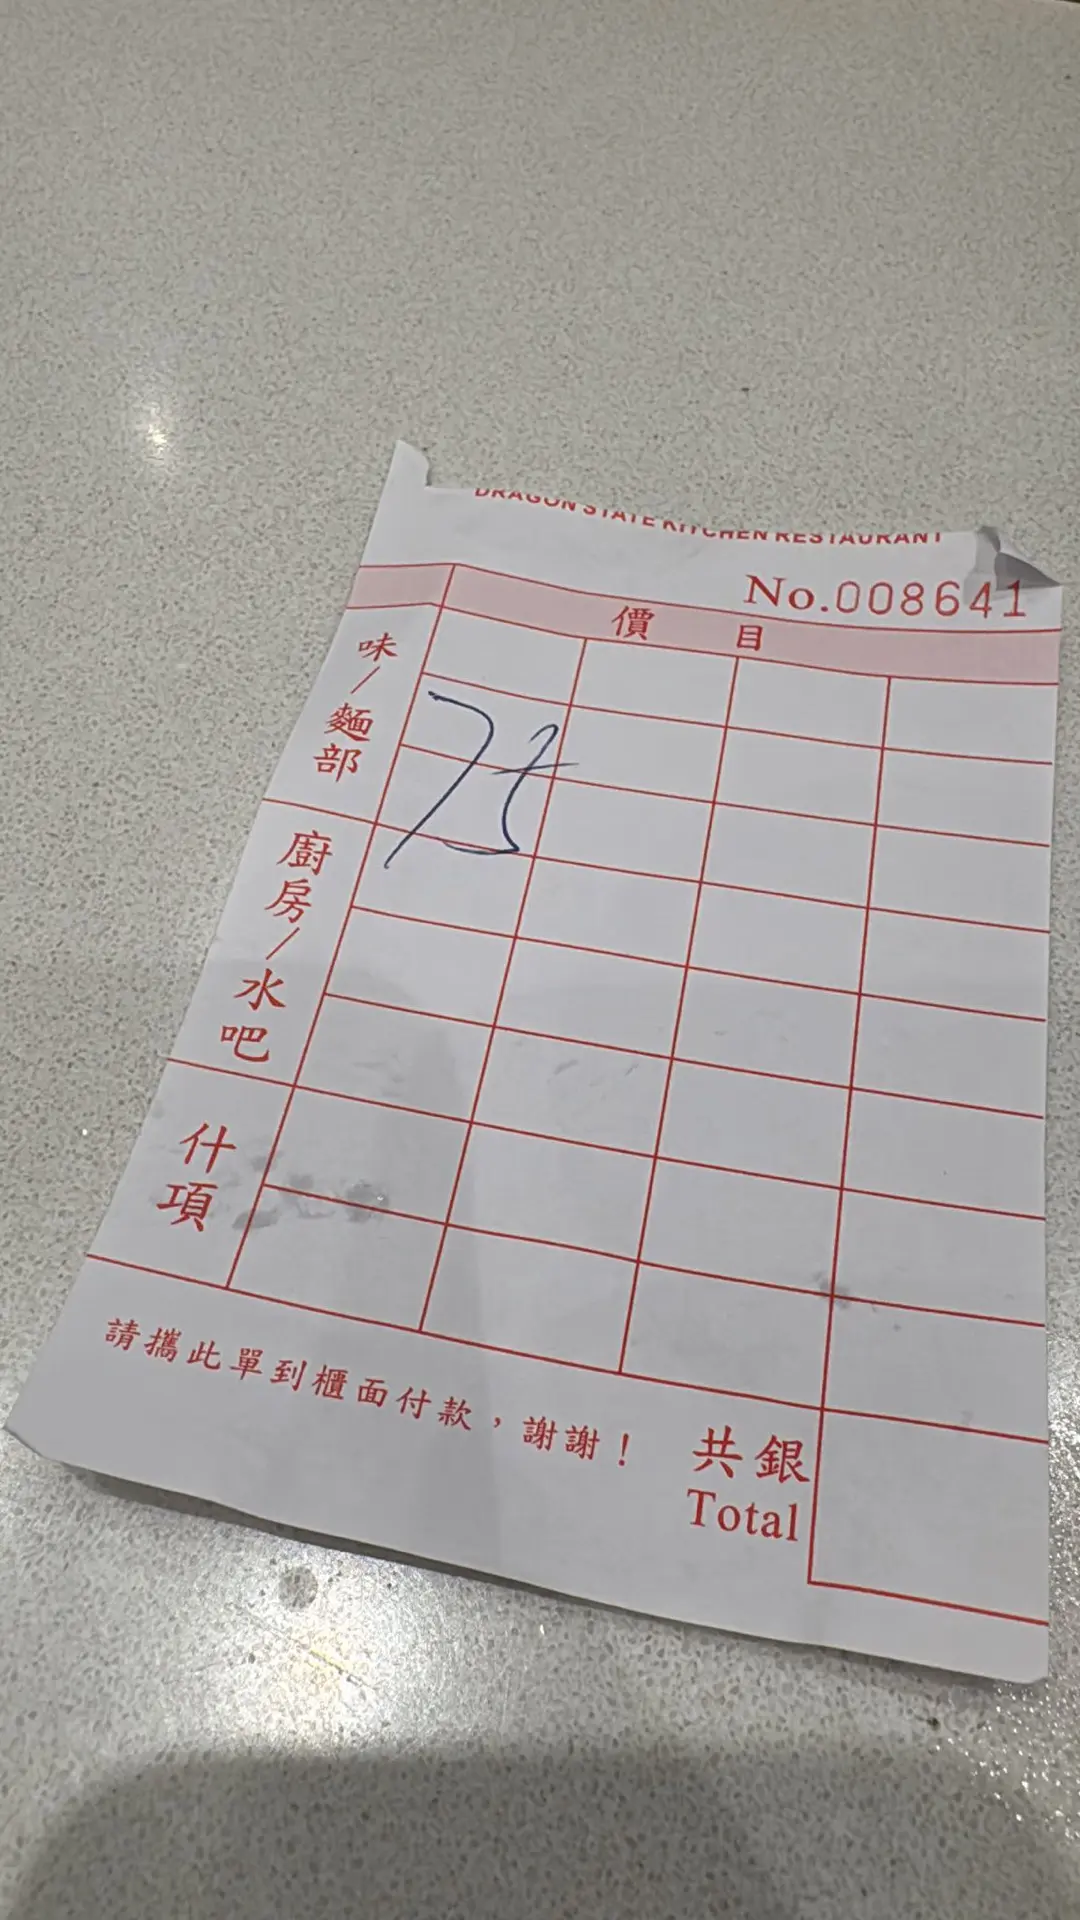 DRAGON STATE KITCHEN RESTAURANT
No.008641
價目
味/麵部
75
廚房/水吧
什項
請攜此單到櫃面付款，謝謝！
共銀
Total